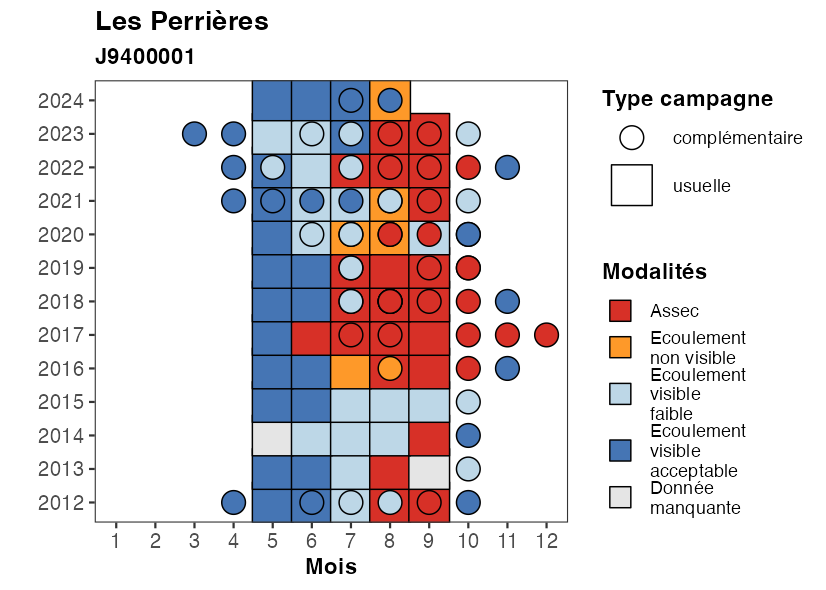 Les Perrières
J9400001
2024
2023
2022
2021
2020
2019
2018
2017
2016
2015
2014
2013
2012
1 2 3 4 5 6 7 8 9 10 11 12
Mois
Type campagne
complémentaire
usuelle
Modalités
Assec
Ecoulement
non visible
Ecoulement
visible
faible
Ecoulement
visible
acceptable
Donnée
manquante